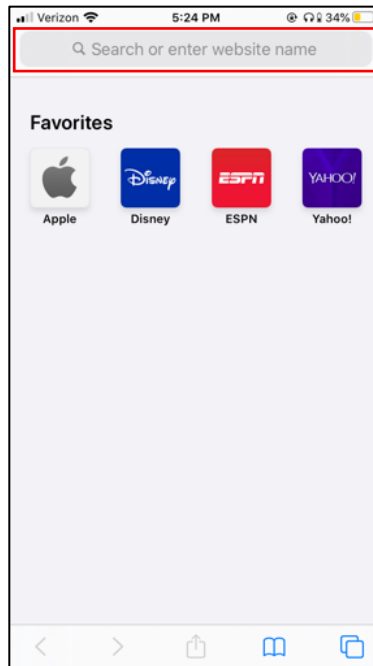 Verizon 5:24 PM 34%
Search or enter website name
Favorites
Disney ESPN YAHOO!
Apple Disney ESPN Yahoo!